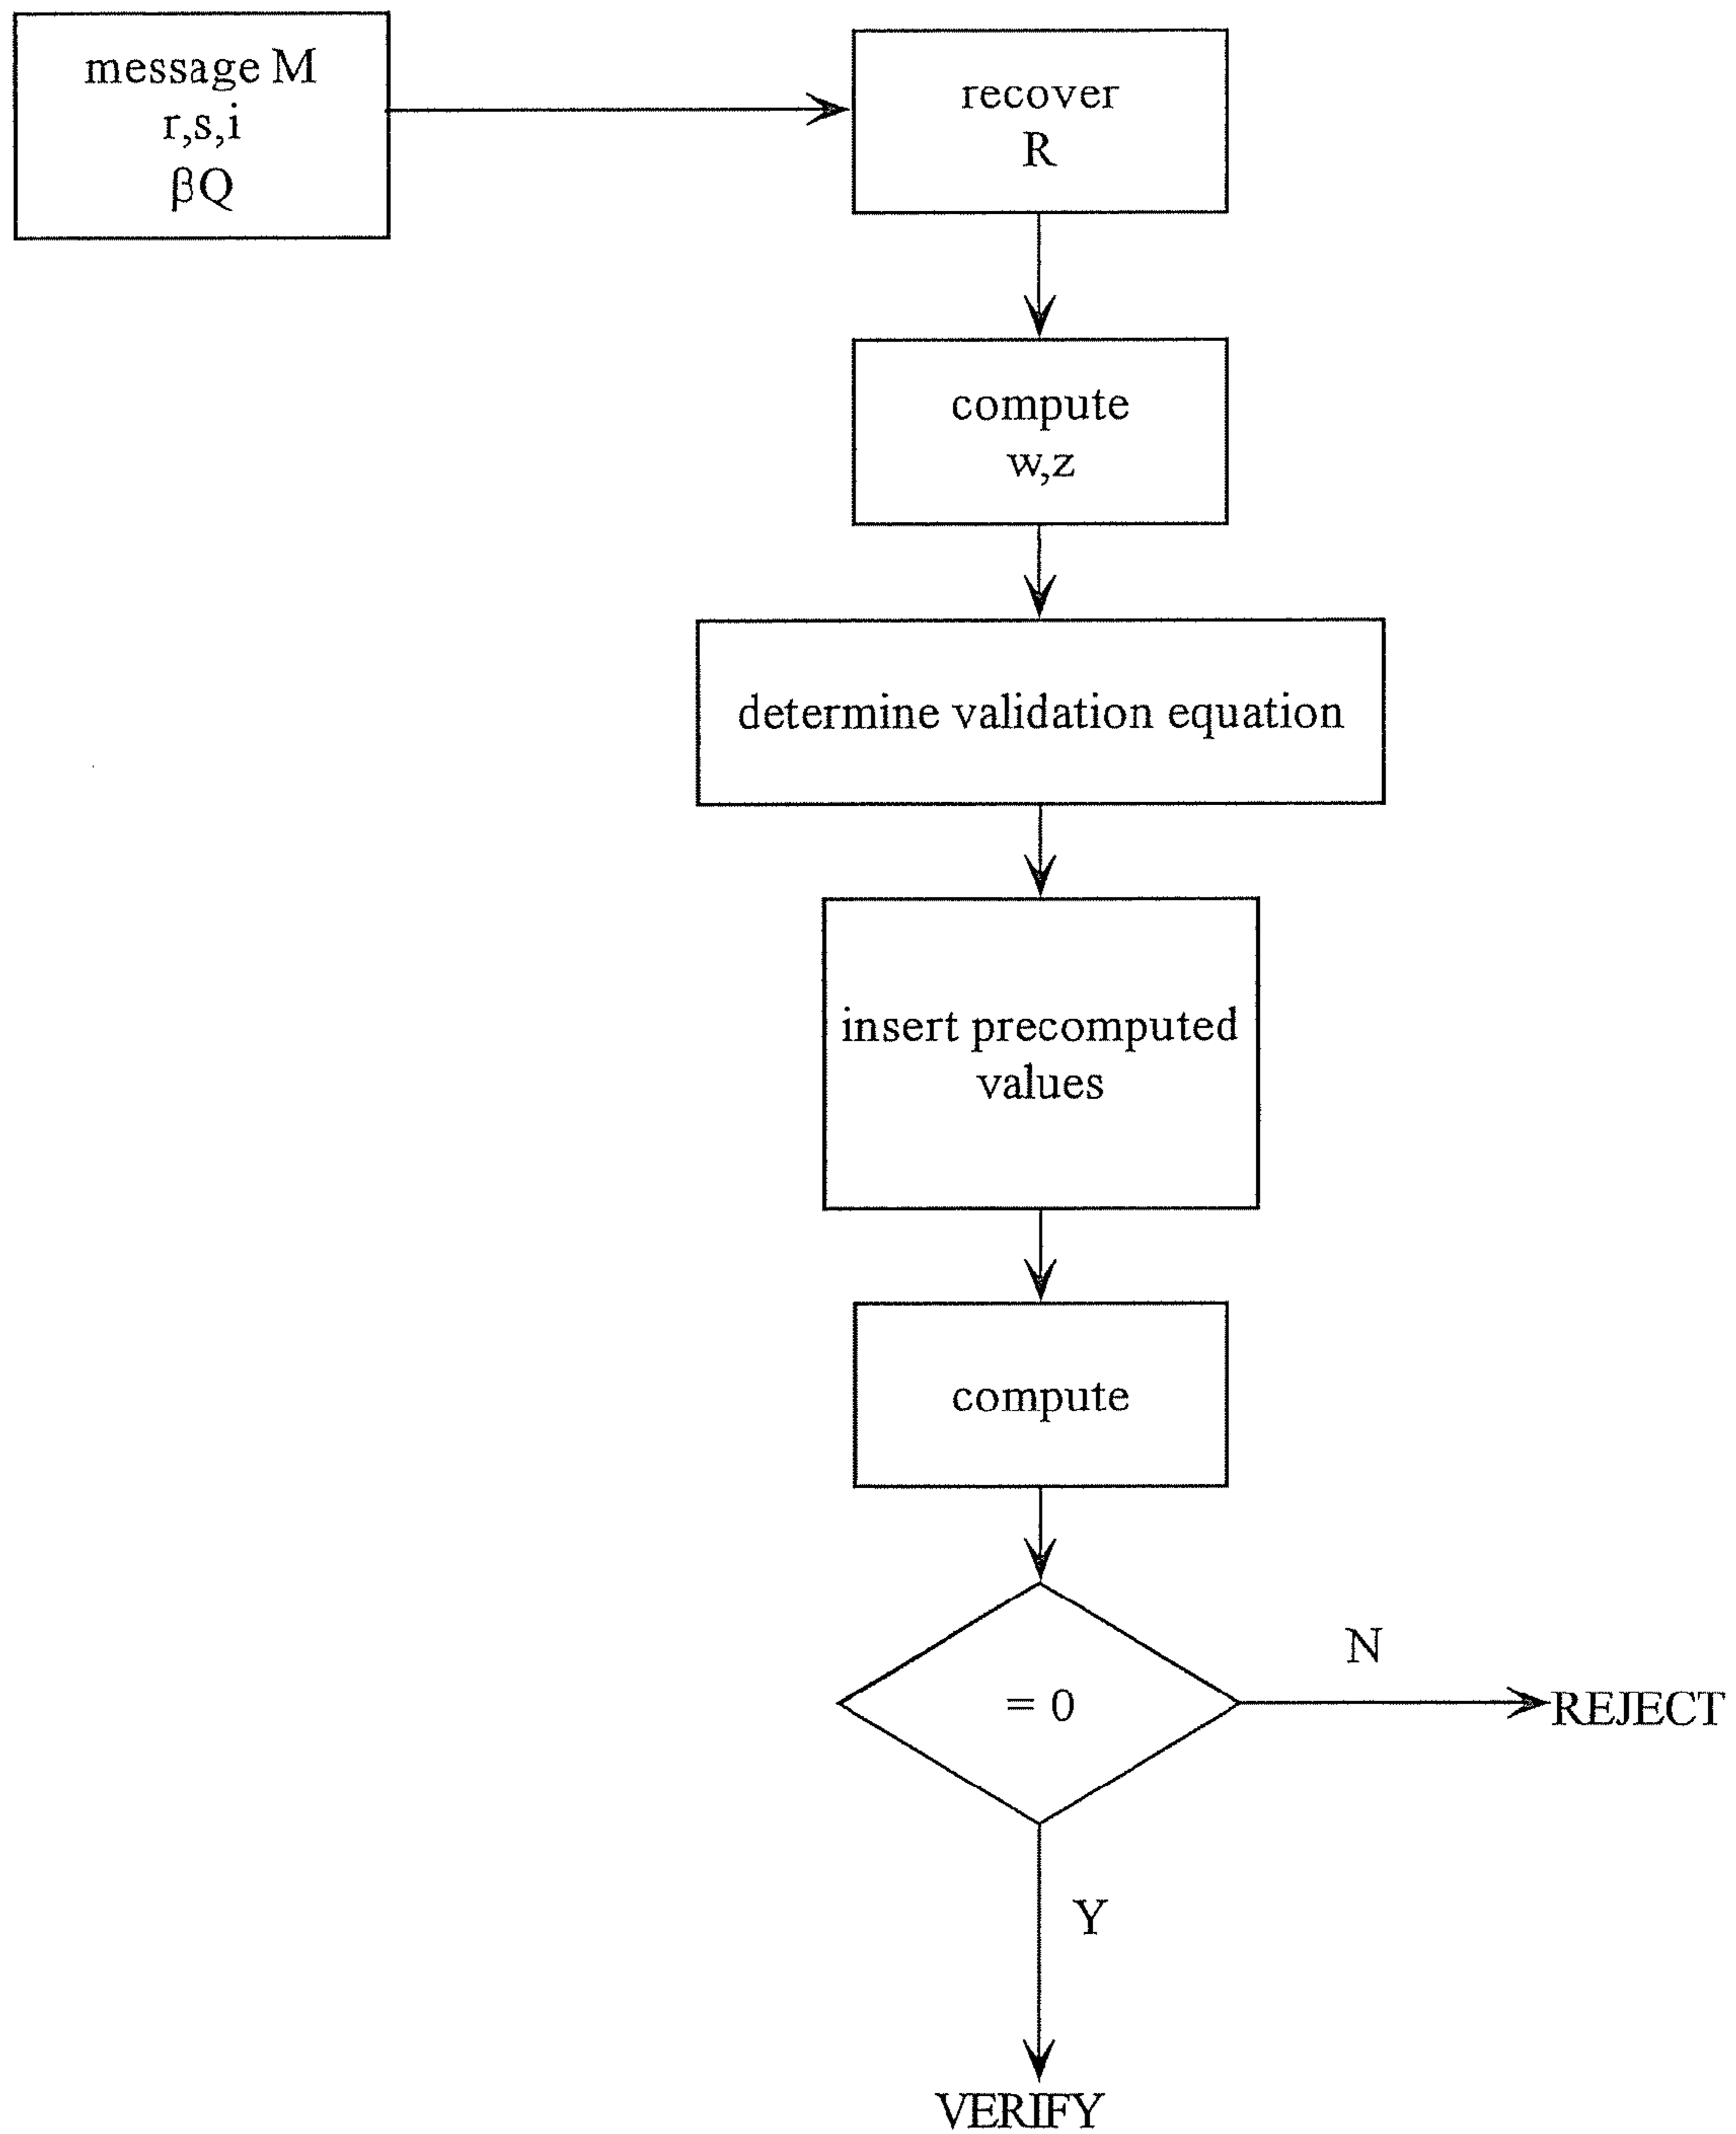 message M
r,s,i
βQ
recover
R
compute
w,z
determine validation equation
insert precomputed
values
compute
= 0
N
REJECT
Y
VERIFY